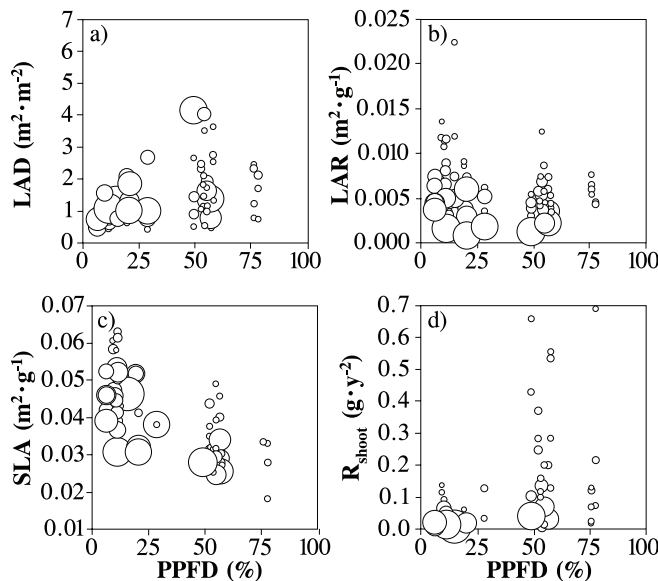 a)
LAD (m²·m⁻²)
7
6
5
4
3
2
1
0
0 25 50 75 100
b)
LAR (m²·g⁻¹)
0.025
0.020
0.015
0.010
0.005
0.000
0 25 50 75 100
c)
SLA (m²·g⁻¹)
0.07
0.06
0.05
0.04
0.03
0.02
0.01
0 25 50 75 100
PPFD (%)
d)
R_shoot (g·y⁻²)
0.7
0.6
0.5
0.4
0.3
0.2
0.1
0.0
0 25 50 75 100
PPFD (%)